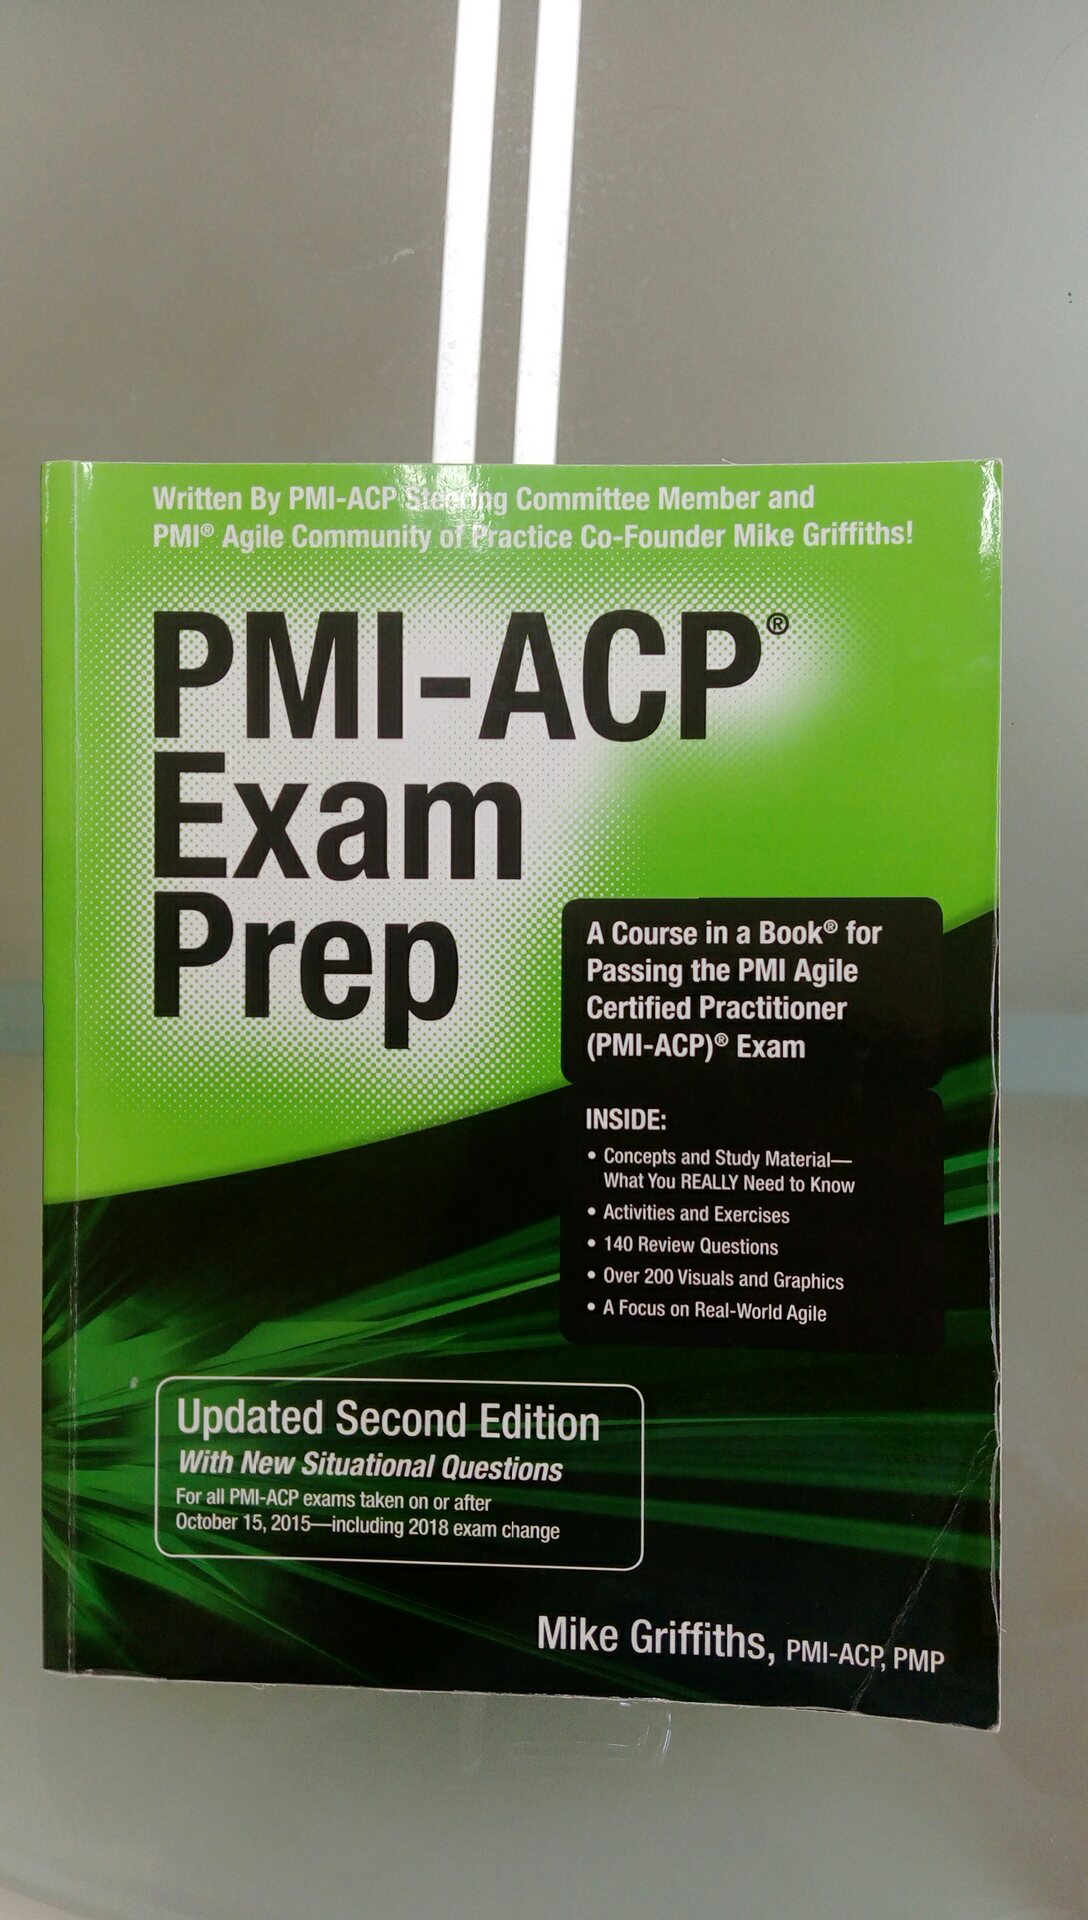 Written By PMI-ACP Steering Committee Member and
PMI® Agile Community of Practice Co-Founder Mike Griffiths!
PMI-ACP®
Exam
Prep
A Course in a Book® for
Passing the PMI Agile
Certified Practitioner
(PMI-ACP)® Exam
INSIDE:
• Concepts and Study Material—
What You REALLY Need to Know
• Activities and Exercises
• 140 Review Questions
• Over 200 Visuals and Graphics
• A Focus on Real-World Agile
Updated Second Edition
With New Situational Questions
For all PMI-ACP exams taken on or after
October 15, 2015—including 2018 exam change
Mike Griffiths, PMI-ACP, PMP